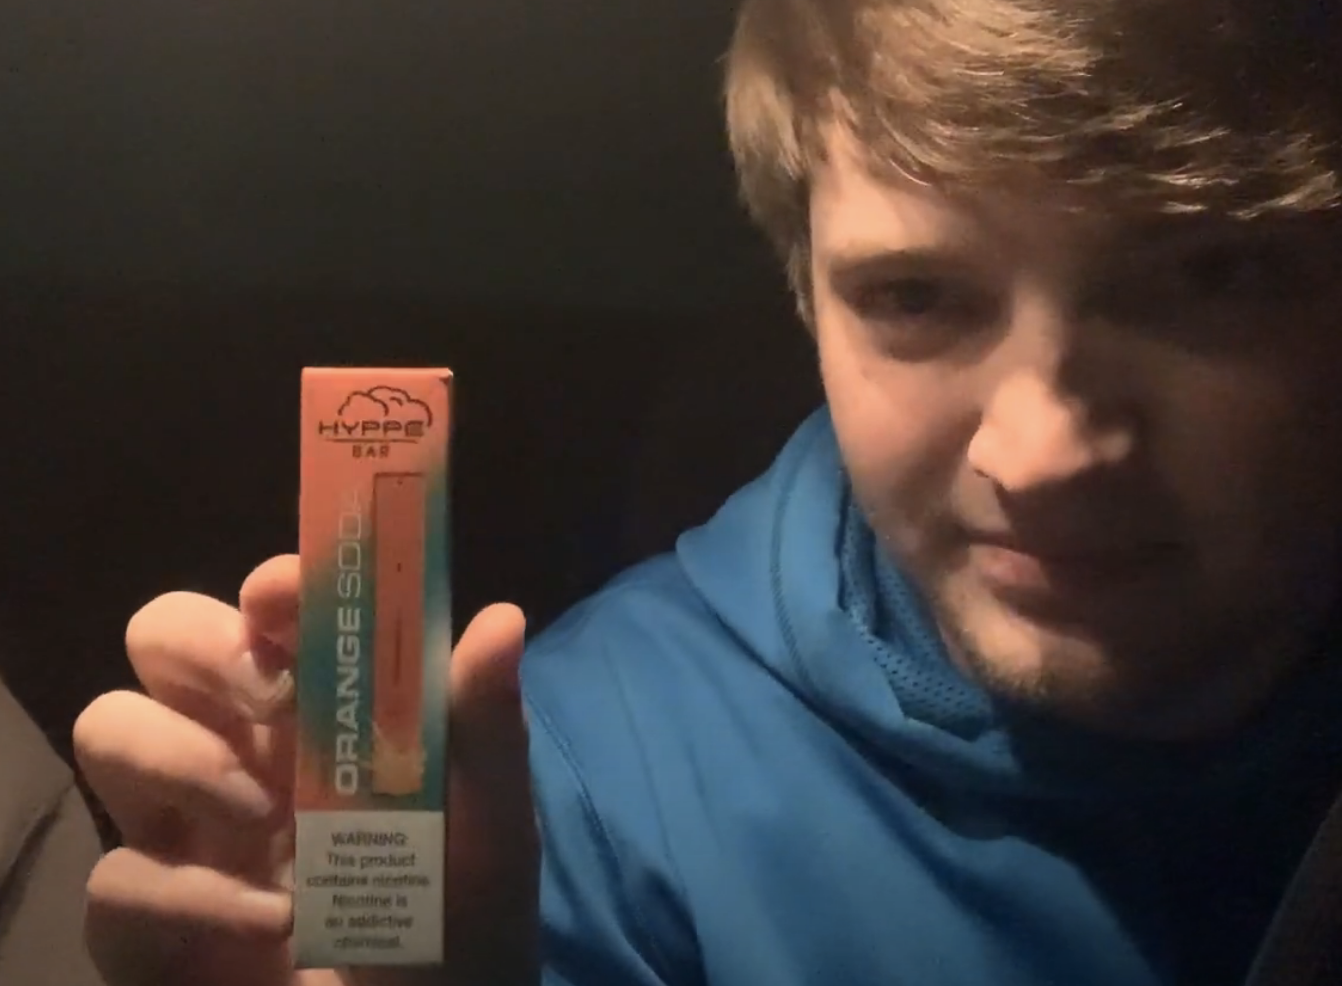 HYPPE
BAR
ORANGE SODA
WARNING:
This product
contains nicotine.
Nicotine is
an addictive
chemical.